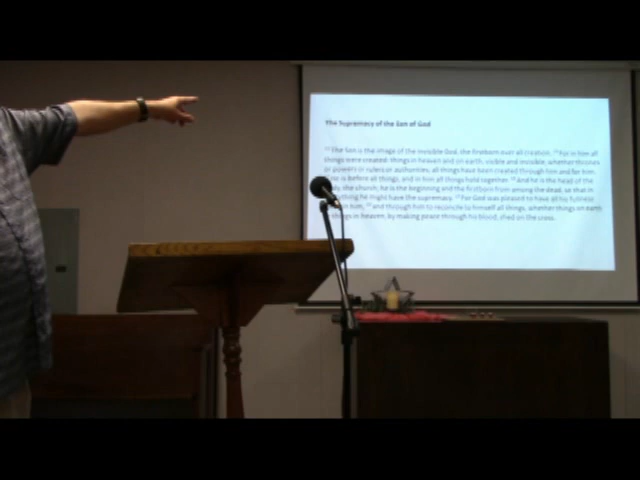 The Supremacy of the Son of God
15 The Son is the image of the invisible God, the firstborn over all creation. 16 For in him all
things were created: things in heaven and on earth, visible and invisible, whether thrones
or powers or rulers or authorities; all things have been created through him and for him.
is before all things, and in him all things hold together. 18 And he is the head of the
the church; he is the beginning and the firstborn from among the dead, so that in
he might have the supremacy. 19 For God was pleased to have all his fullness
him, 20 and through him to reconcile to himself all things, whether things on earth
things in heaven, by making peace through his blood, shed on the cross.